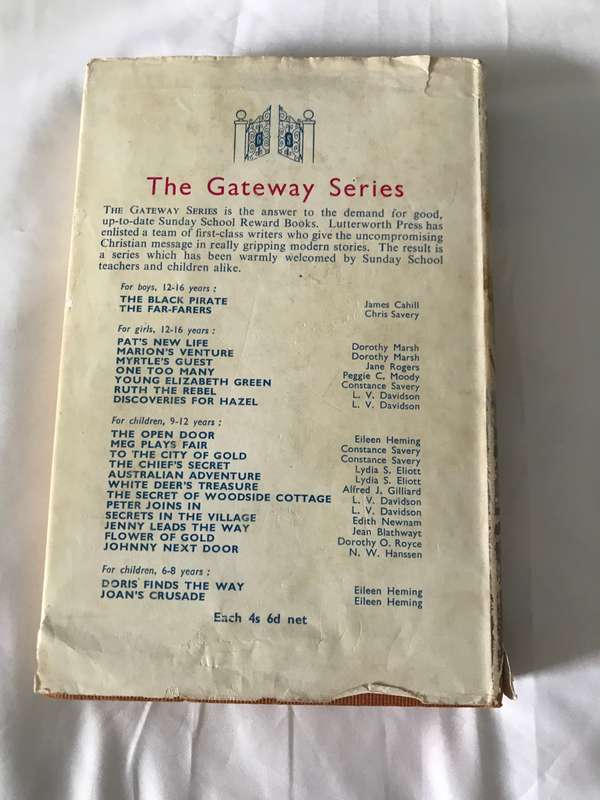 G S
The Gateway Series
THE GATEWAY SERIES is the answer to the demand for good,
up-to-date Sunday School Reward Books. Lutterworth Press has
enlisted a team of first-class writers who give the uncompromising
Christian message in really gripping modern stories. The result is
a series which has been warmly welcomed by Sunday School
teachers and children alike.
For boys, 12-16 years :
THE BLACK PIRATE James Cahill
THE FAR-FARERS Chris Savery
For girls, 12-16 years :
PAT'S NEW LIFE Dorothy Marsh
MARION'S VENTURE Dorothy Marsh
MYRTLE'S GUEST Jane Rogers
ONE TOO MANY Peggie C. Moody
YOUNG ELIZABETH GREEN Constance Savery
RUTH THE REBEL L. V. Davidson
DISCOVERIES FOR HAZEL L. V. Davidson
For children, 9-12 years :
THE OPEN DOOR Eileen Heming
MEG PLAYS FAIR Constance Savery
TO THE CITY OF GOLD Constance Savery
THE CHIEF'S SECRET Lydia S. Eliott
AUSTRALIAN ADVENTURE Lydia S. Eliott
WHITE DEER'S TREASURE Alfred J. Gilliard
THE SECRET OF WOODSIDE COTTAGE L. V. Davidson
PETER JOINS IN L. V. Davidson
SECRETS IN THE VILLAGE Edith Newnam
JENNY LEADS THE WAY Jean Blathwayt
FLOWER OF GOLD Dorothy O. Royce
JOHNNY NEXT DOOR N. W. Hanssen
For children, 6-8 years :
DORIS FINDS THE WAY Eileen Heming
JOAN'S CRUSADE Eileen Heming
Each 4s 6d net